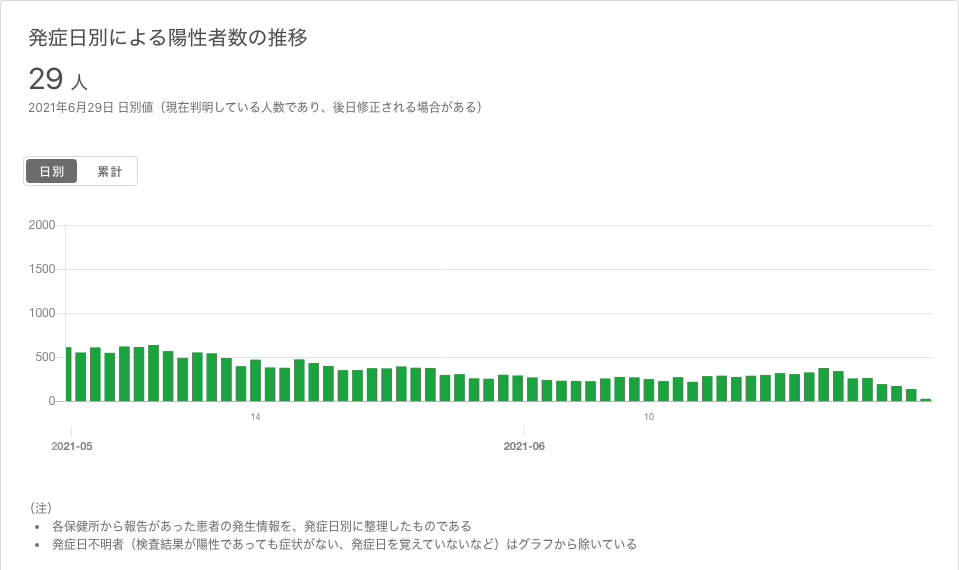 発症日別による陽性者数の推移
29 人
2021年6月29日 日別値（現在判明している人数であり、後日修正される場合がある）
日別 累計
2000
1500
1000
500
0
14 10
2021-05 2021-06
（注）
• 各保健所から報告があった患者の発生情報を、発症日別に整理したものである
• 発症日不明者（検査結果が陽性であっても症状がない、発症日を覚えていないなど）はグラフから除いている